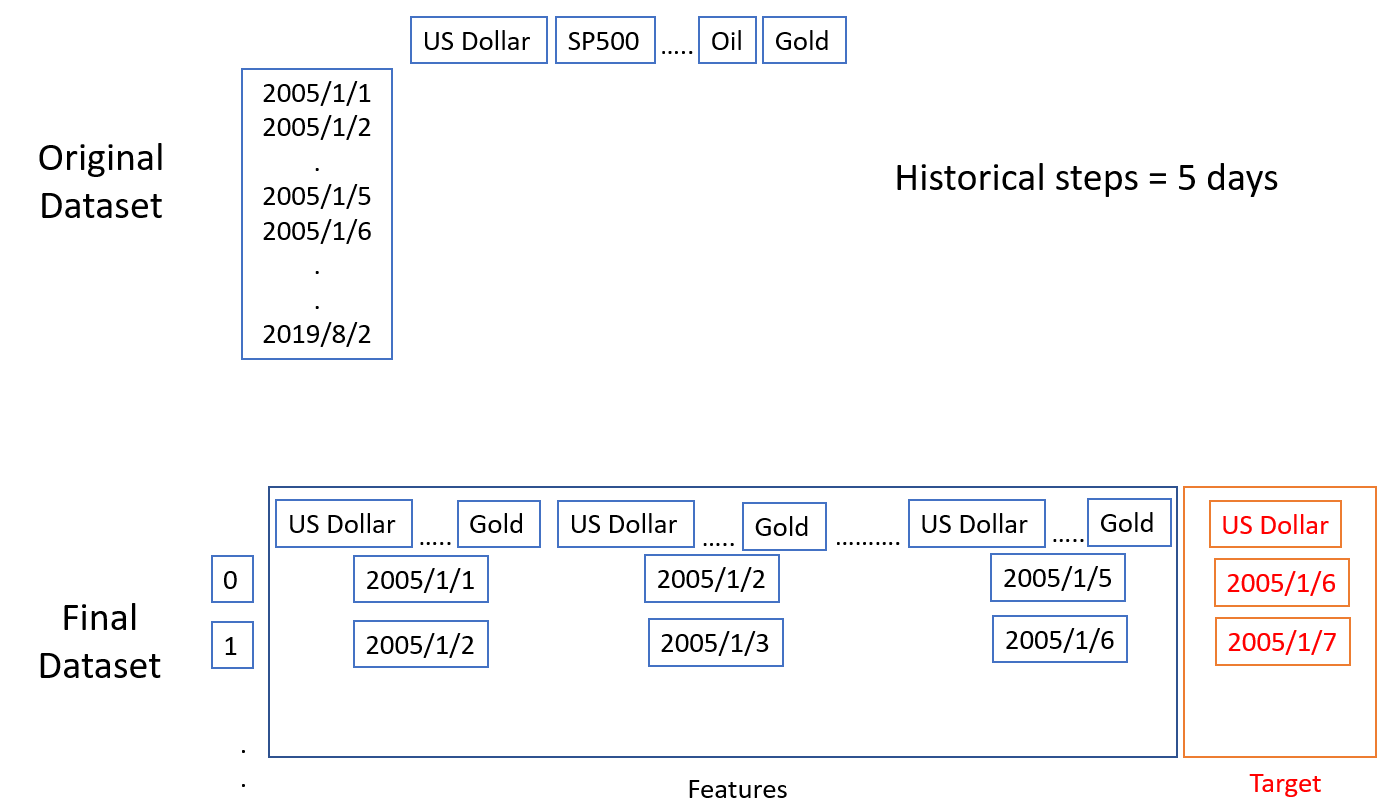 US Dollar SP500 ..... Oil Gold
2005/1/1
2005/1/2
.
2005/1/5
2005/1/6
.
.
2019/8/2
Original
Dataset
Historical steps = 5 days
US Dollar ..... Gold US Dollar ..... Gold .......... US Dollar ..... Gold US Dollar
0 2005/1/1 2005/1/2 2005/1/5 2005/1/6
1 2005/1/2 2005/1/3 2005/1/6 2005/1/7
.
.
Final
Dataset
Features
Target